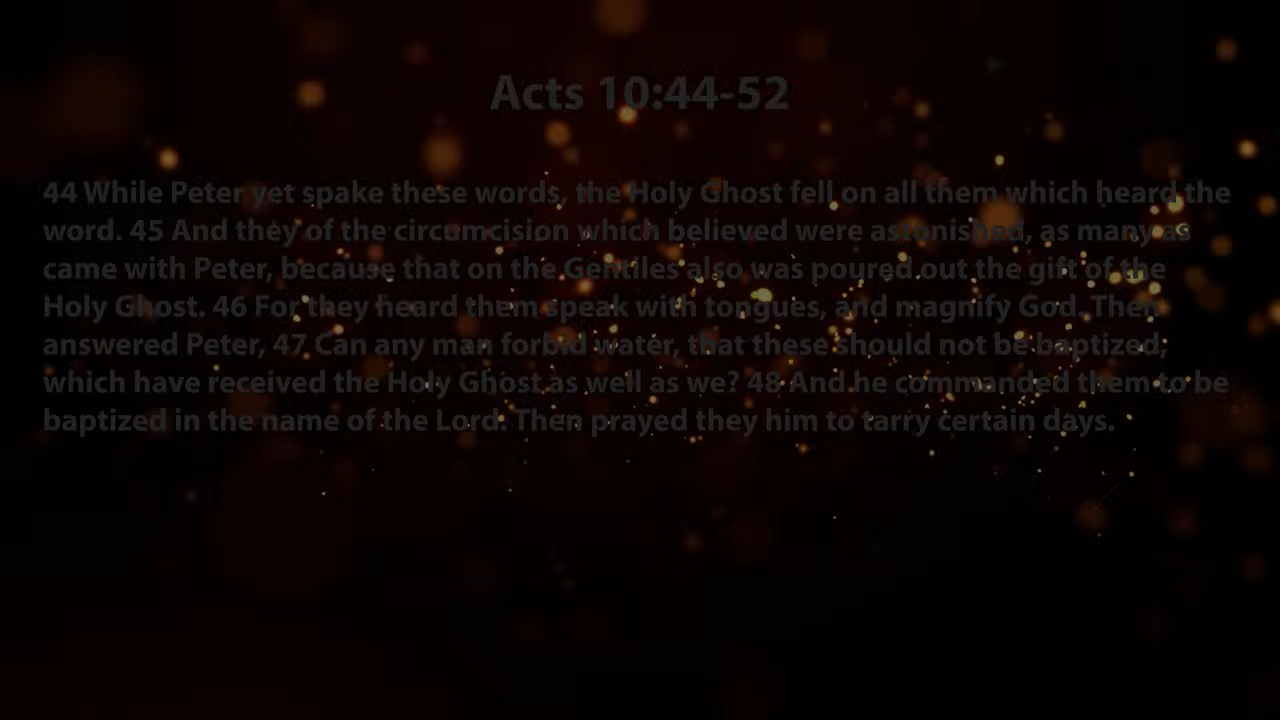 Acts 10:44-52
44 While Peter yet spake these words, the Holy Ghost fell on all them which heard the
word. 45 And they of the circumcision which believed were astonished, as many as
came with Peter, because that on the Gentiles also was poured out the gift of the
Holy Ghost. 46 For they heard them speak with tongues, and magnify God. Then
answered Peter, 47 Can any man forbid water, that these should not be baptized,
which have received the Holy Ghost as well as we? 48 And he commanded them to be
baptized in the name of the Lord. Then prayed they him to tarry certain days.